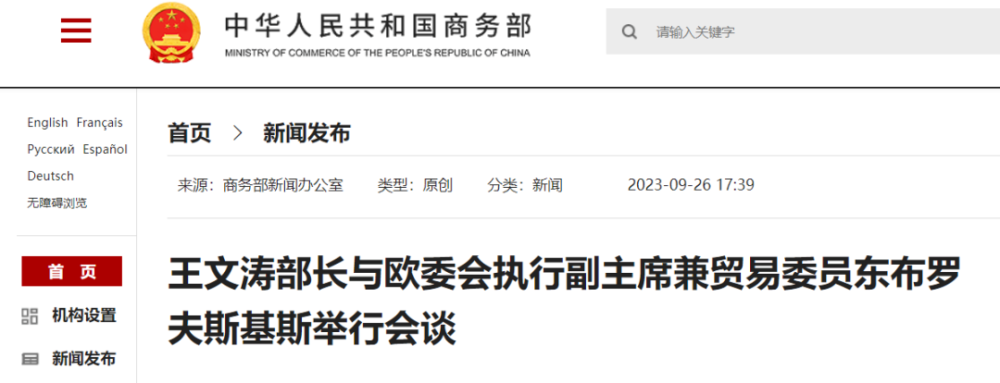 中华人民共和国商务部
MINISTRY OF COMMERCE OF THE PEOPLE'S REPUBLIC OF CHINA
请输入关键字
English Français
Русский Español
Deutsch
无障碍浏览
首 页
机构设置
新闻发布
首页 > 新闻发布
来源：商务部新闻办公室 类型：原创 分类：新闻 2023-09-26 17:39
王文涛部长与欧委会执行副主席兼贸易委员东布罗
夫斯基斯举行会谈